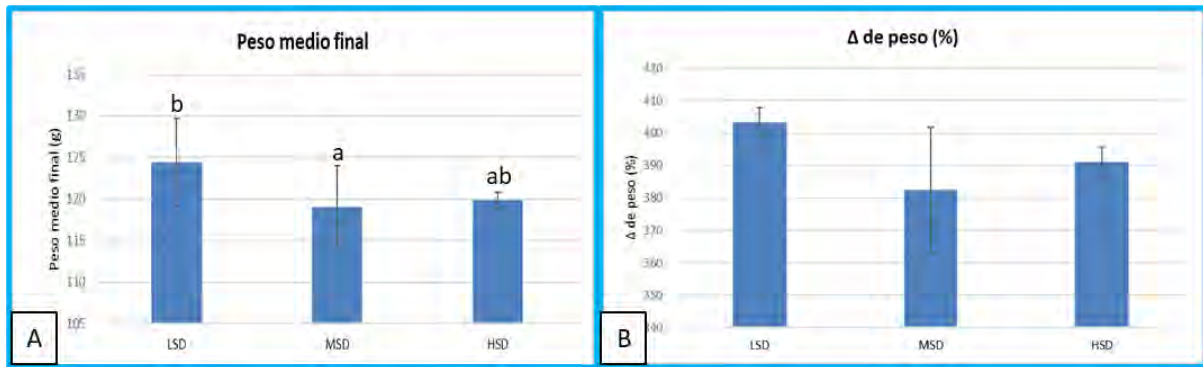 Peso medio final
Peso medio final (g)
135
130
125
120
115
110
105
b
a
ab
LSD
MSD
HSD
A
Δ de peso (%)
Δ de peso (%)
420
410
400
390
380
370
360
350
340
LSD
MSD
HSD
B